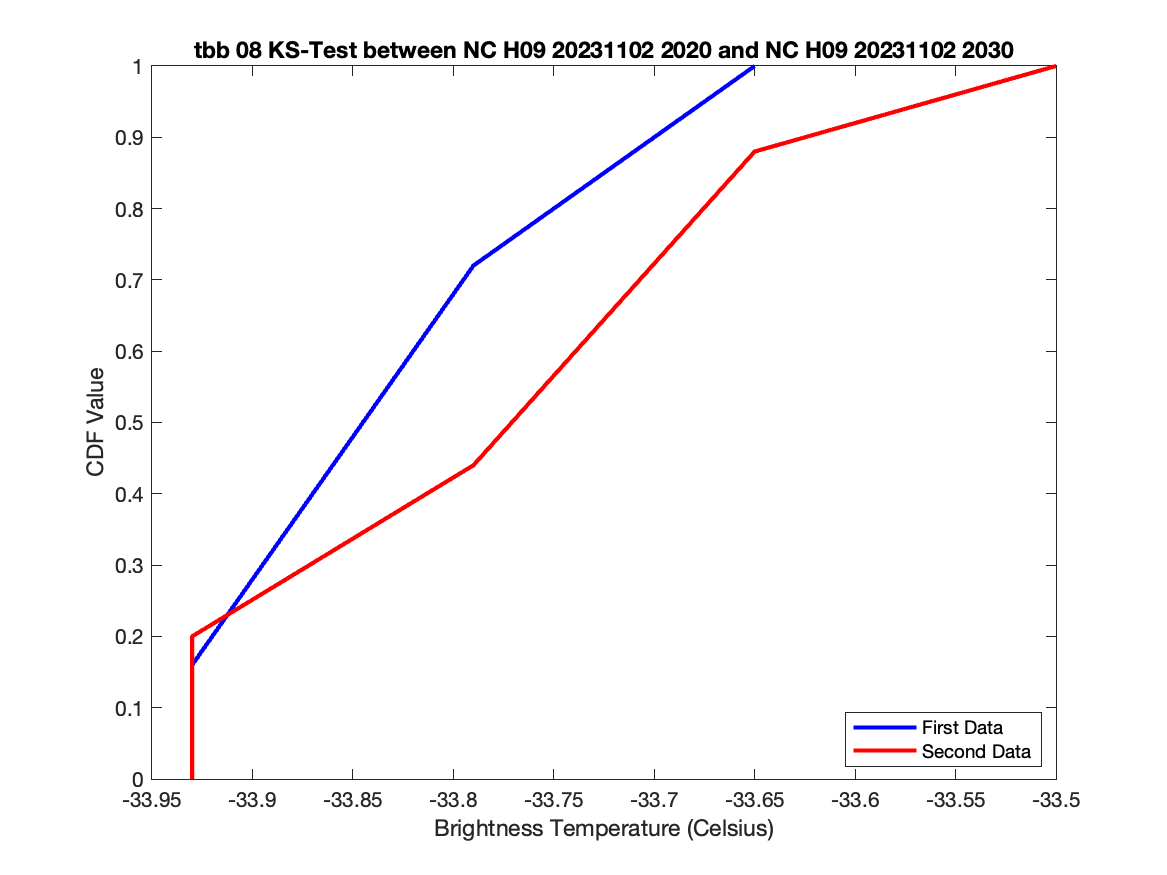 tbb 08 KS-Test between NC H09 20231102 2020 and NC H09 20231102 2030
1
0.9
0.8
0.7
0.6
0.5
0.4
0.3
0.2
0.1
0
CDF Value
First Data
Second Data
-33.95 -33.9 -33.85 -33.8 -33.75 -33.7 -33.65 -33.6 -33.55 -33.5
Brightness Temperature (Celsius)